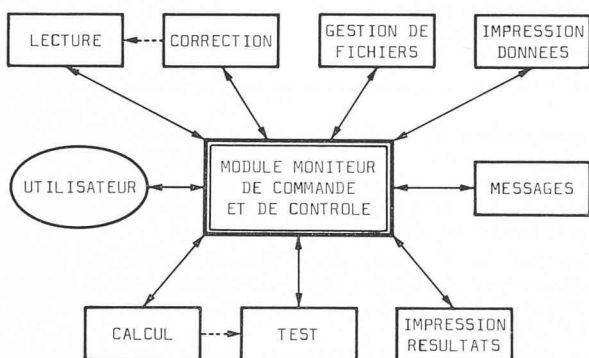 LECTURE
CORRECTION
GESTION DE
FICHIERS
IMPRESSION
DONNEES
UTILISATEUR
MODULE MONITEUR
DE COMMANDE
ET DE CONTROLE
MESSAGES
CALCUL
TEST
IMPRESSION
RESULTATS